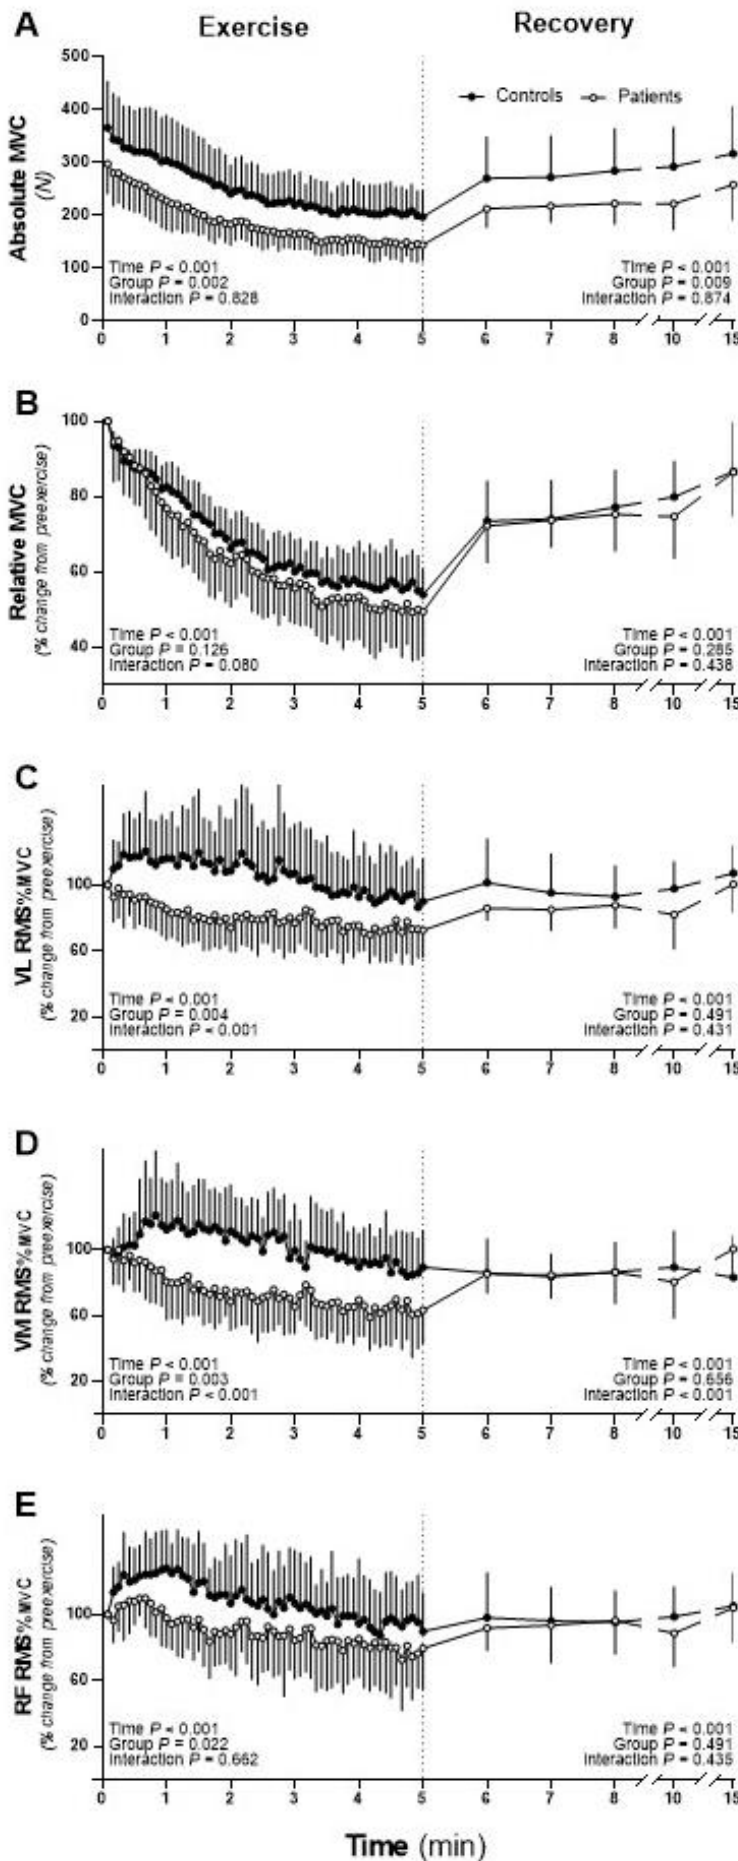 A Exercise Recovery
Absolute MVC
(N)
500
400
300
200
100
0
Controls Patients
Time P < 0.001
Group P = 0.002
Interaction P = 0.828
Time P < 0.001
Group P = 0.009
Interaction P = 0.874
0 1 2 3 4 5 6 7 8 10 15
B
Relative MVC
(% change from preexercise)
100
80
60
40
Time P < 0.001
Group P = 0.126
Interaction P = 0.080
Time P < 0.001
Group P = 0.285
Interaction P = 0.438
0 1 2 3 4 5 6 7 8 10 15
C
VL RMS%MVC
(% change from preexercise)
100
60
20
Time P < 0.001
Group P = 0.004
Interaction P < 0.001
Time P < 0.001
Group P = 0.491
Interaction P = 0.431
0 1 2 3 4 5 6 7 8 10 15
D
VM RMS%MVC
(% change from preexercise)
100
60
20
Time P < 0.001
Group P = 0.003
Interaction P < 0.001
Time P < 0.001
Group P = 0.656
Interaction P < 0.001
0 1 2 3 4 5 6 7 8 10 15
E
RF RMS%MVC
(% change from preexercise)
100
60
20
Time P < 0.001
Group P = 0.022
Interaction P = 0.662
Time P < 0.001
Group P = 0.491
Interaction P = 0.435
0 1 2 3 4 5 6 7 8 10 15
Time (min)